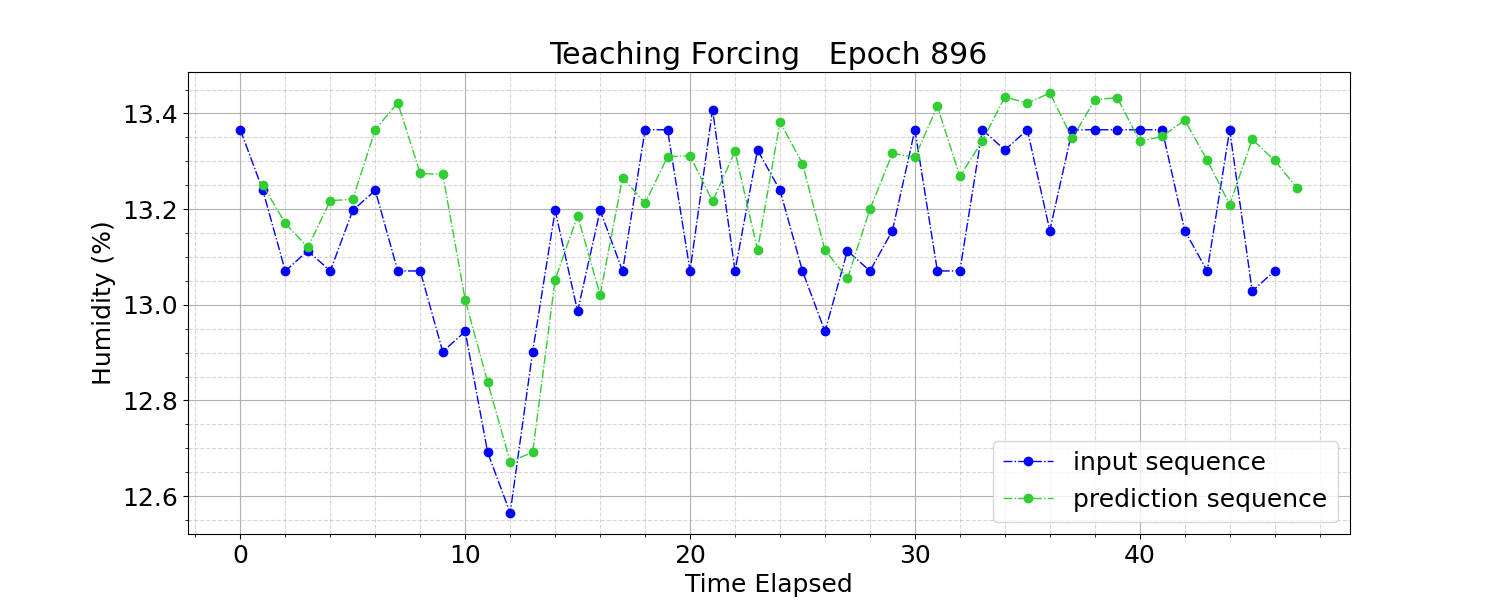 Teaching Forcing   Epoch 896
Humidity (%)
13.4
13.2
13.0
12.8
12.6
input sequence
prediction sequence
0 10 20 30 40
Time Elapsed